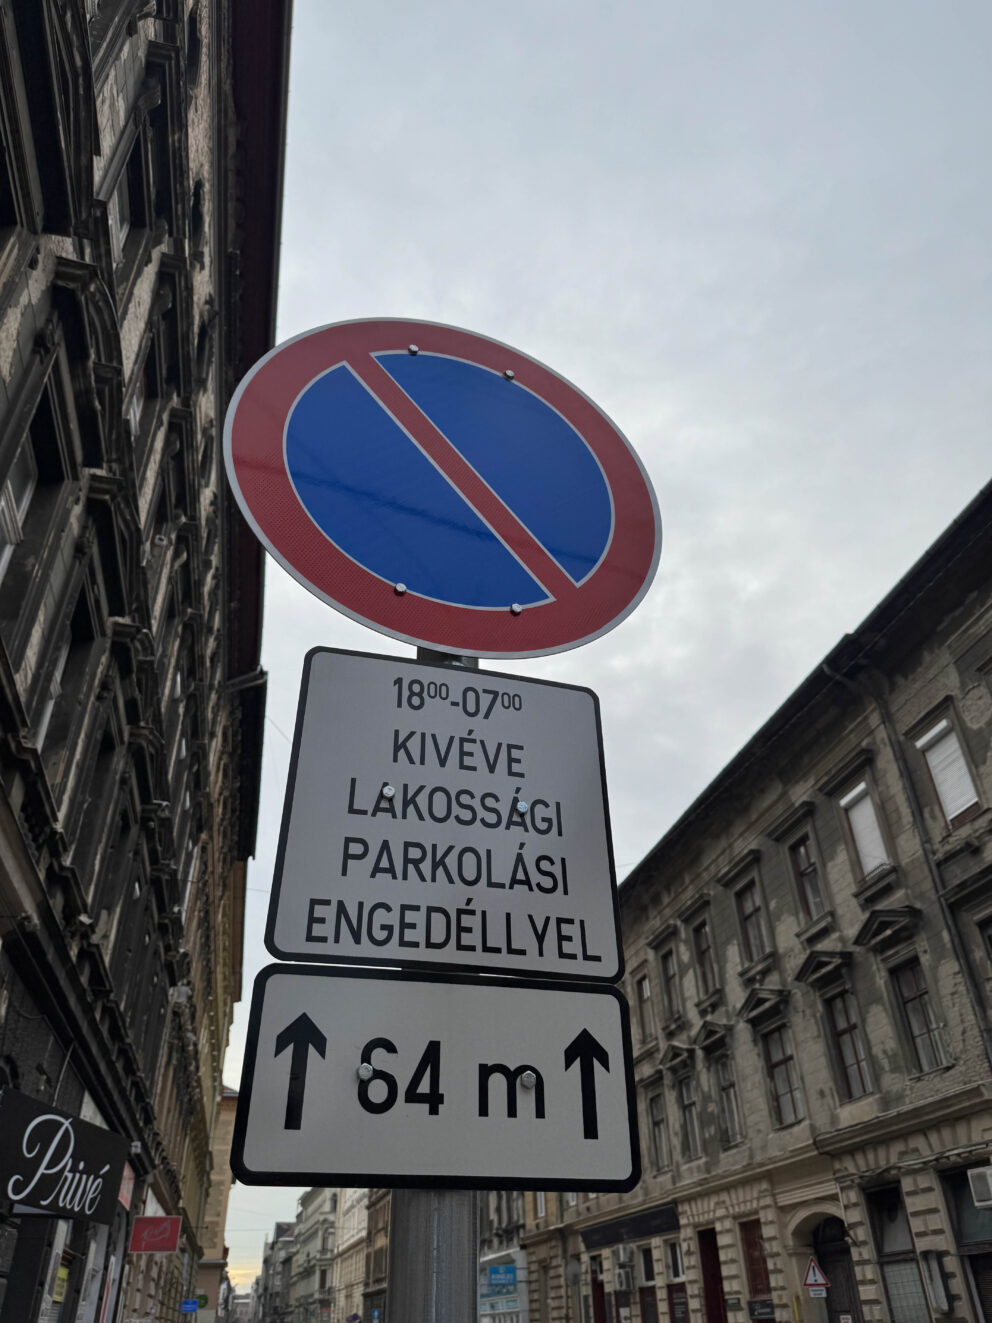 18⁰⁰-07⁰⁰
KIVÉVE
LAKOSSÁGI
PARKOLÁSI
ENGEDÉLLYEL
64 m
Privé